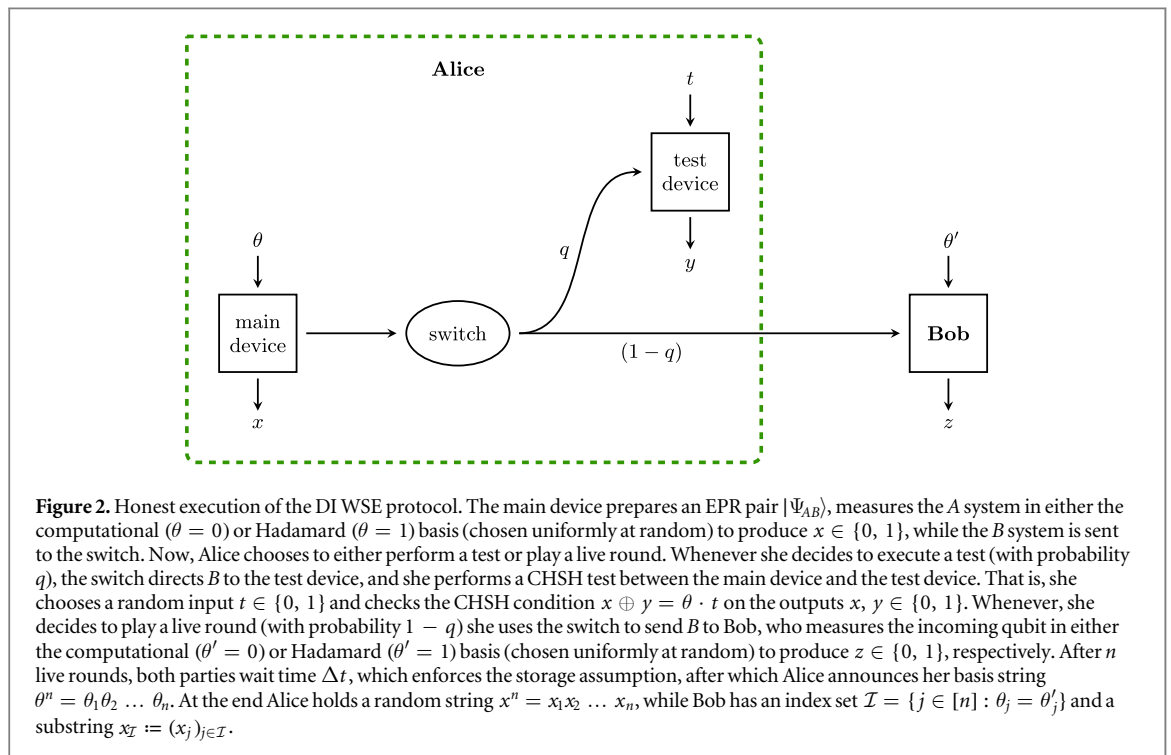 Alice
t
test
device
q
y
θ
θ′
main
device
switch
Bob
(1 − q)
x
z
Figure 2. Honest execution of the DI WSE protocol. The main device prepares an EPR pair |Ψ_AB⟩, measures the A system in either the
computational (θ = 0) or Hadamard (θ = 1) basis (chosen uniformly at random) to produce x ∈ {0, 1}, while the B system is sent
to the switch. Now, Alice chooses to either perform a test or play a live round. Whenever she decides to execute a test (with probability
q), the switch directs B to the test device, and she performs a CHSH test between the main device and the test device. That is, she
chooses a random input t ∈ {0, 1} and checks the CHSH condition x ⊕ y = θ · t on the outputs x, y ∈ {0, 1}. Whenever, she
decides to play a live round (with probability 1 − q) she uses the switch to send B to Bob, who measures the incoming qubit in either
the computational (θ′ = 0) or Hadamard (θ′ = 1) basis (chosen uniformly at random) to produce z ∈ {0, 1}, respectively. After n
live rounds, both parties wait time Δt, which enforces the storage assumption, after which Alice announces her basis string
θⁿ = θ₁θ₂ … θₙ. At the end Alice holds a random string xⁿ = x₁x₂ … xₙ, while Bob has an index set ℐ = {j ∈ [n] : θ_j = θ′_j} and a
substring x_ℐ ≔ (x_j)_{j∈ℐ}.